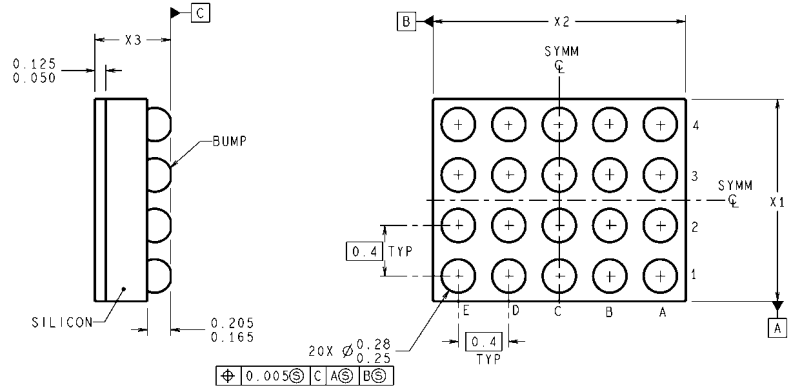 C
X3
0.125
0.050
BUMP
SILICON
0.205
0.165
B
X2
SYMM
℄
4
3
SYMM
℄
X1
2
0.4 TYP
1
E D C B A
A
20X Ø 0.28
0.25
0.4
TYP
⌖ 0.005Ⓢ C AⓈ BⓈ